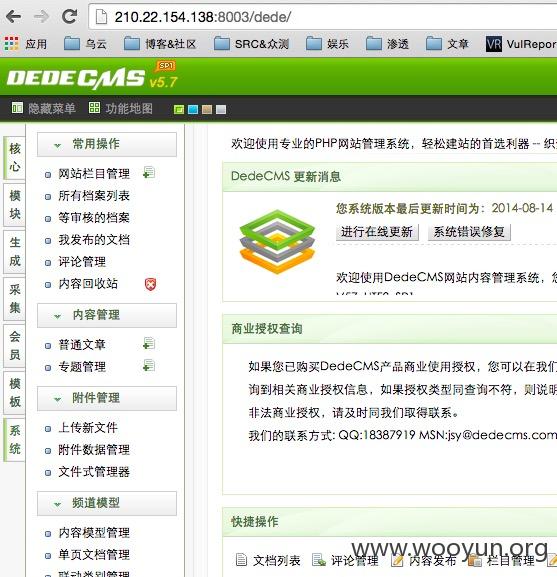 210.22.154.138:8003/dede/
应用 乌云 博客&社区 SRC&众测 娱乐 渗透 文章 VR VulRepor
DEDECMS v5.7 SP1
隐藏菜单 功能地图
核心
模块
生成
采集
会员
模板
系统
常用操作
网站栏目管理
所有档案列表
等审核的档案
我发布的文档
评论管理
内容回收站
内容管理
普通文章
专题管理
附件管理
上传新文件
附件数据管理
文件式管理器
频道模型
内容模型管理
单页文档管理
联动类别管理
欢迎使用专业的PHP网站管理系统，轻松建站的首选利器 -- 织
DedeCMS 更新消息
您系统版本最后更新时间为：2014-08-14
进行在线更新 系统错误修复
欢迎使用DedeCMS网站内容管理系统，您
V57_UTF8_SP1
商业授权查询
如果您已购买DedeCMS产品商业使用授权，您可以在我们
询到相关商业授权信息，如果授权类型同查询不符，则说明
非法商业授权，请及时同我们取得联系。
我们的联系方式: QQ:18387919 MSN:jsy@dedecms.com
快捷操作
文档列表 评论管理 内容发布 栏目管理
www.wooyun.org